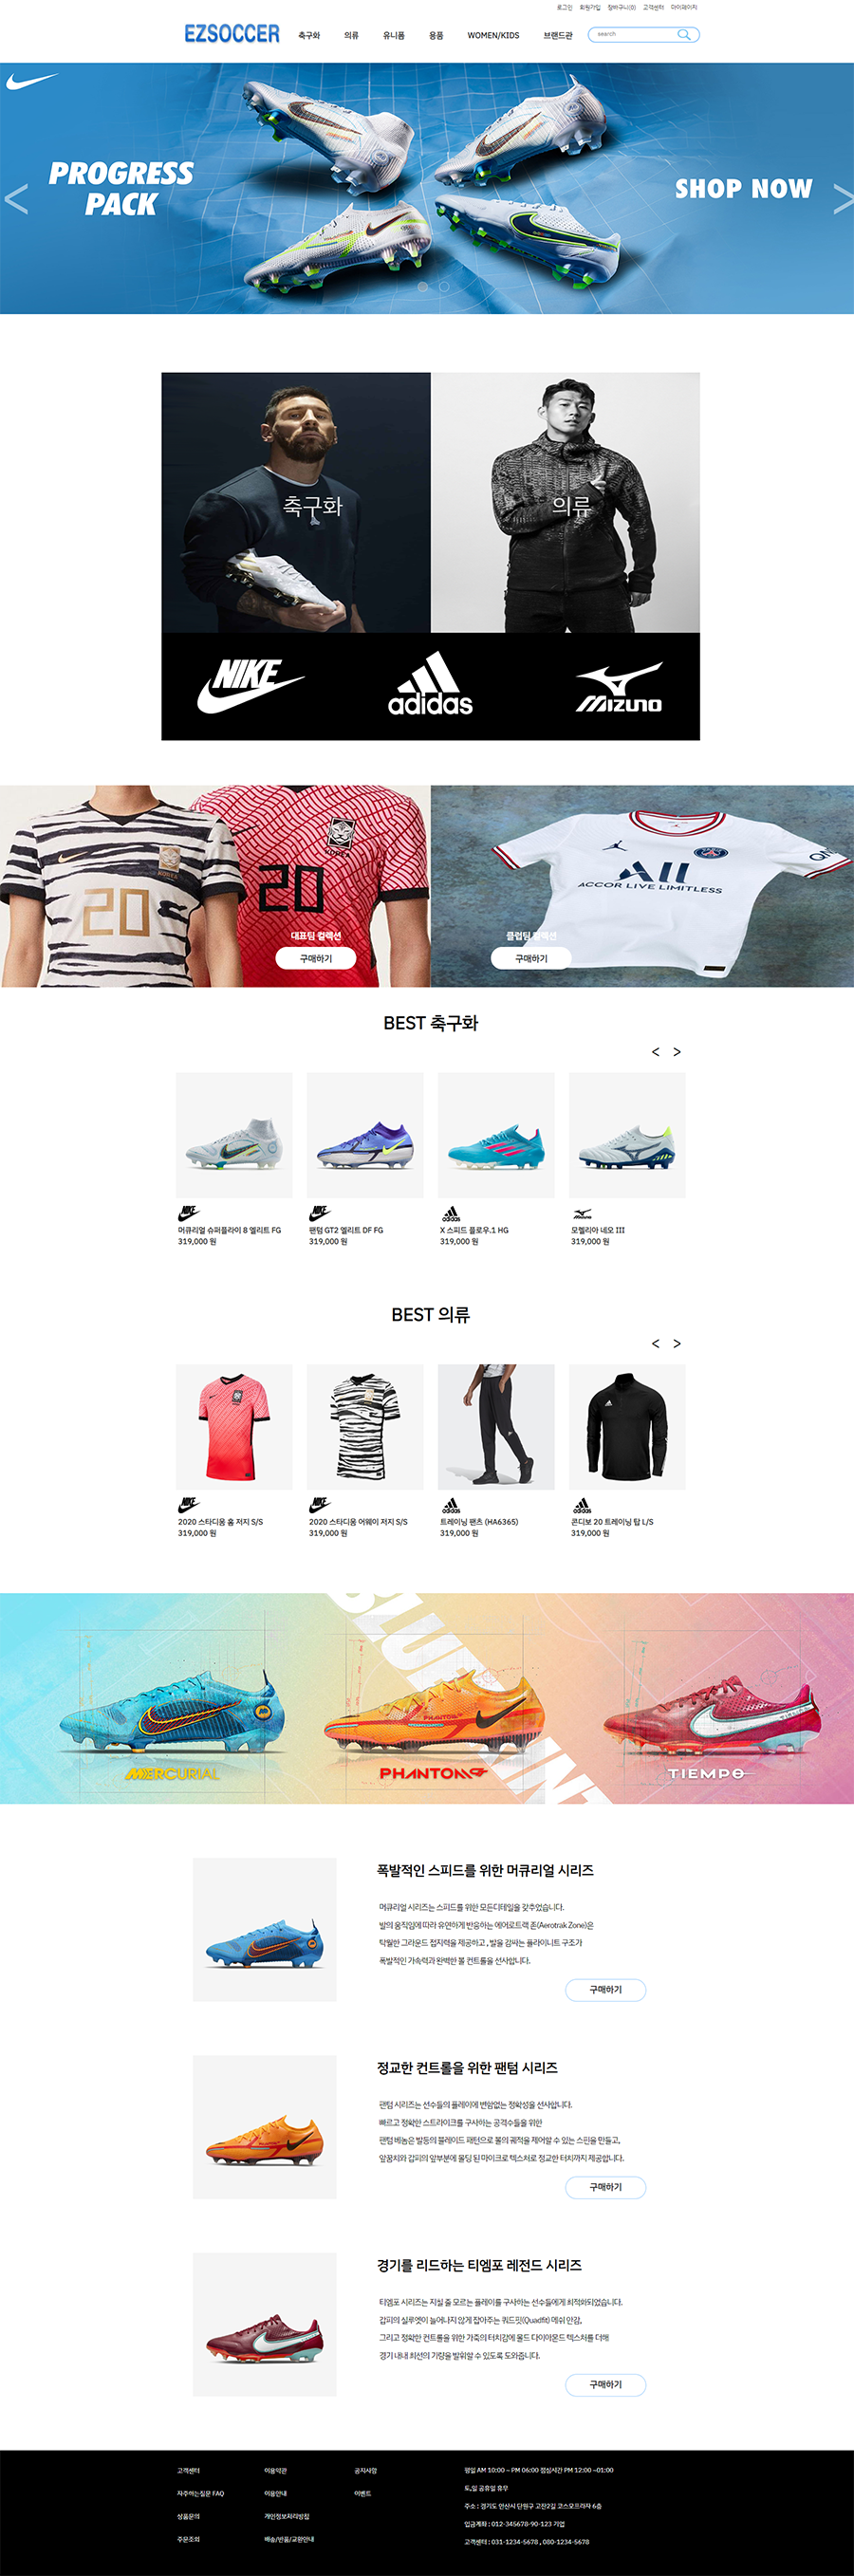 로그인 회원가입 장바구니(0) 고객센터 마이페이지
EZSOCCER 축구화 의류 유니폼 용품 WOMEN/KIDS 브랜드관 search
PROGRESS
PACK
SHOP NOW
축구화
의류
NIKE adidas MIZUNO
20
KOREA
20
KOREA
ALL
ACCOR LIVE LIMITLESS
대표팀 컬렉션
구매하기
클럽팀 컬렉션
구매하기
BEST 축구화
< >
NIKE NIKE adidas MIZUNO
머큐리얼 슈퍼플라이 8 엘리트 FG
319,000 원
팬텀 GT2 엘리트 DF FG
319,000 원
X 스피드 플로우.1 HG
319,000 원
모렐리아 네오 III
319,000 원
BEST 의류
< >
NIKE NIKE adidas adidas
2020 스타디움 홈 저지 S/S
319,000 원
2020 스타디움 어웨이 저지 S/S
319,000 원
트레이닝 팬츠 (HA6365)
319,000 원
콘디보 20 트레이닝 탑 L/S
319,000 원
MERCURIAL
PHANTOM
TIEMPO
폭발적인 스피드를 위한 머큐리얼 시리즈
머큐리얼 시리즈는 스피드를 위한 모든디테일을 갖추었습니다.
발의 움직임에 따라 유연하게 반응하는 에어로트랙 존(Aerotrak Zone)은
탁월한 그라운드 접지력을 제공하고 , 발을 감싸는 플라이니트 구조가
폭발적인 가속력과 완벽한 볼 컨트롤을 선사합니다.
구매하기
정교한 컨트롤을 위한 팬텀 시리즈
팬텀 시리즈는 선수들의 플레이에 변함없는 정확성을 선사합니다.
빠르고 정확한 스트라이크를 구사하는 공격수들을 위한
팬텀 베놈은 발등의 블레이드 패턴으로 볼의 궤적을 제어할 수 있는 스핀을 만들고,
앞꿈치와 갑피의 앞부분에 몰딩 된 마이크로 텍스처로 정교한 터치까지 제공합니다.
구매하기
경기를 리드하는 티엠포 레전드 시리즈
티엠포 시리즈는 지칠 줄 모르는 플레이를 구사하는 선수들에게 최적화되었습니다.
갑피의 실루엣이 늘어나지 않게 잡아주는 쿼드핏(Quadfit) 메쉬 안감,
그리고 정확한 컨트롤을 위한 가죽의 터치감에 몰드 다이아몬드 텍스처를 더해
경기 내내 최선의 기량을 발휘할 수 있도록 도와줍니다.
구매하기
고객센터
자주하는질문 FAQ
상품문의
주문조회
이용약관
이용안내
개인정보처리방침
배송/반품/교환안내
공지사항
이벤트
평일 AM 10:00 ~ PM 06:00 점심시간 PM 12:00 ~01:00
토,일 공휴일 휴무
주소 : 경기도 안산시 단원구 고잔2길 코스모프라자 6층
입금계좌 : 012-345678-90-123 기업
고객센터 : 031-1234-5678 , 080-1234-5678